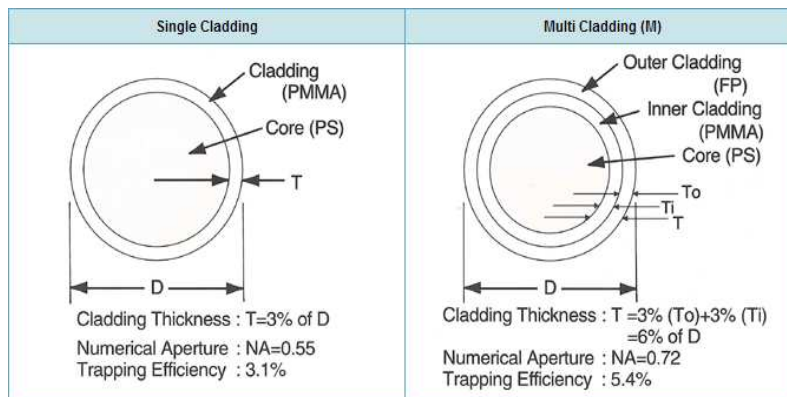 Single Cladding
Multi Cladding (M)
Cladding
(PMMA)
Core (PS)
T
D
Cladding Thickness : T=3% of D
Numerical Aperture : NA=0.55
Trapping Efficiency : 3.1%
Outer Cladding
(FP)
Inner Cladding
(PMMA)
Core (PS)
To
Ti
T
D
Cladding Thickness : T =3% (To)+3% (Ti)
=6% of D
Numerical Aperture : NA=0.72
Trapping Efficiency : 5.4%